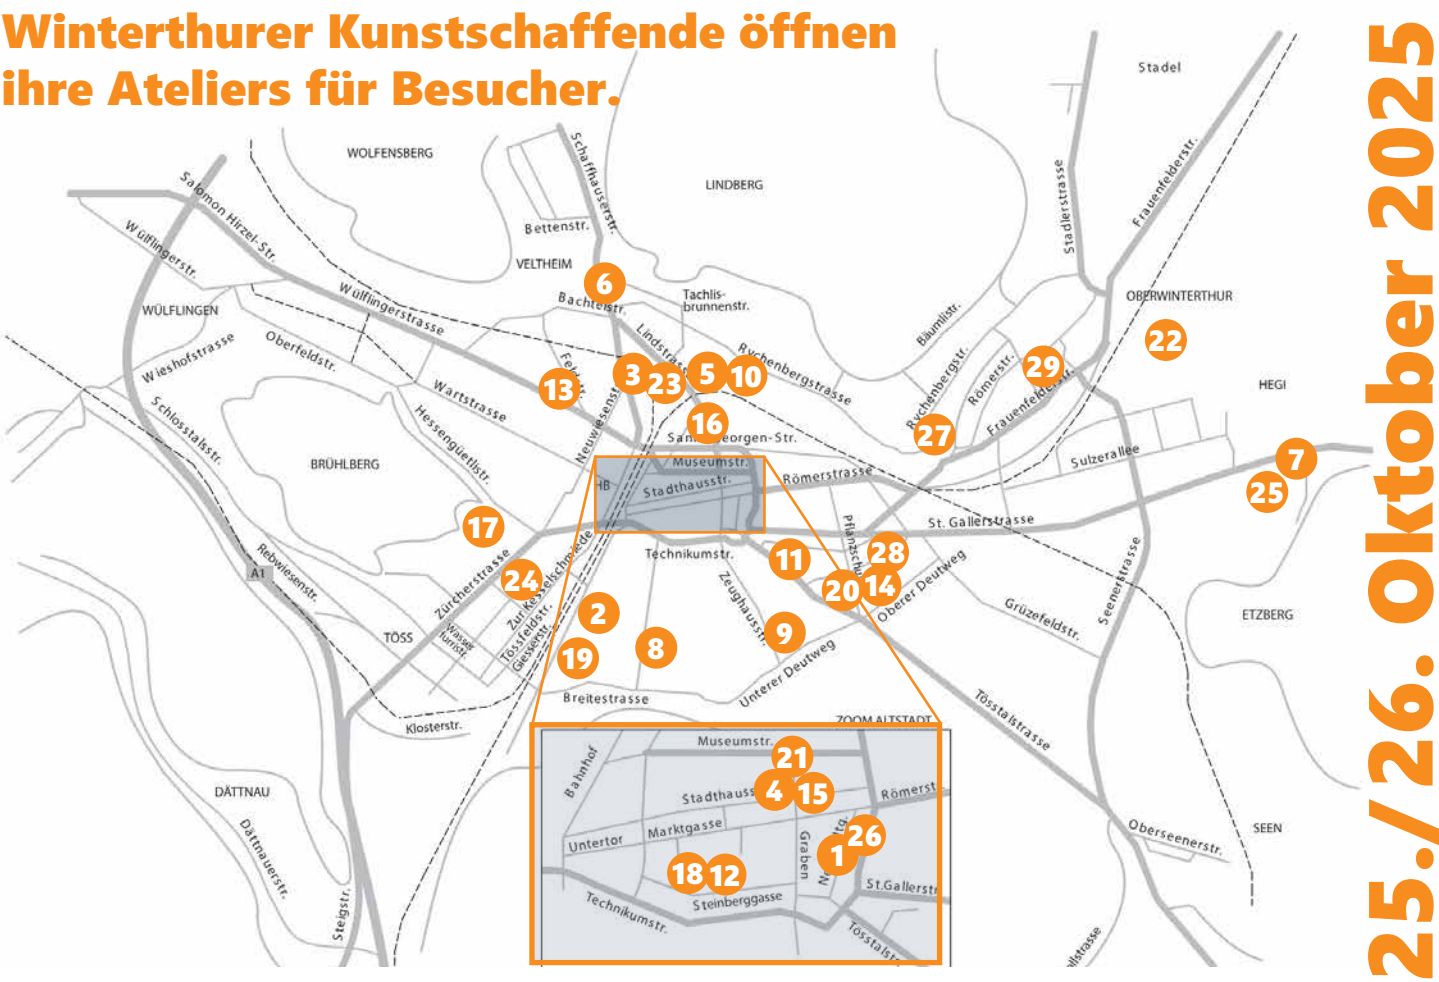 Winterthurer Kunstschaffende öffnen
ihre Ateliers für Besucher.
25./26. Oktober 2025
Stadel
WOLFENSBERG
LINDBERG
Schaffhauserstr.
Stadlerstrasse
Frauenfelderstr.
Salomon Hirzel-Str.
Wülflingerstr.
Bettenstr.
VELTHEIM
6
Bachtelstr.
Tachlis-
brunnenstr.
OBERWINTERTHUR
22
WÜLFLINGEN
Wülflingerstrasse
Wieshofstrasse
Oberfeldstr.
Bäumlistr.
Rychenbergstrasse
Rychenbergstr.
Römerstr.
Frauenfelderstr.
29
HEGI
13
3
23
5
10
Wartstrasse
Hessengüetlistr.
16
27
Schlosstalsstr.
BRÜHLBERG
Museumstr.
Stadthausstr.
HB
Römerstrasse
Sulzerallee
7
25
St. Gallerstrasse
17
Technikumstr.
11
28
20
14
Oberer Deutweg
Rebwiesenstr.
A1
Zürcherstrasse
24
Zur Kesselschmiede
Tössfeldstr.
Giesserstr.
2
19
8
Zeughausstr.
9
Unterer Deutweg
Grüzefeldstr.
Seenerstrasse
ETZBERG
TÖSS
Breitestrasse
Klosterstr.
Tösstalstrasse
ZOOM ALTSTADT
DÄTTNAU
Dättnauerstr.
Steigstr.
Oberseenerstr.
SEEN
Museumstr.
21
Bahnhof
4
15
Römerst
Untertor
Marktgasse
Graben
26
1
18
12
Steinberggasse
St.Gallerstr
Technikumstr.